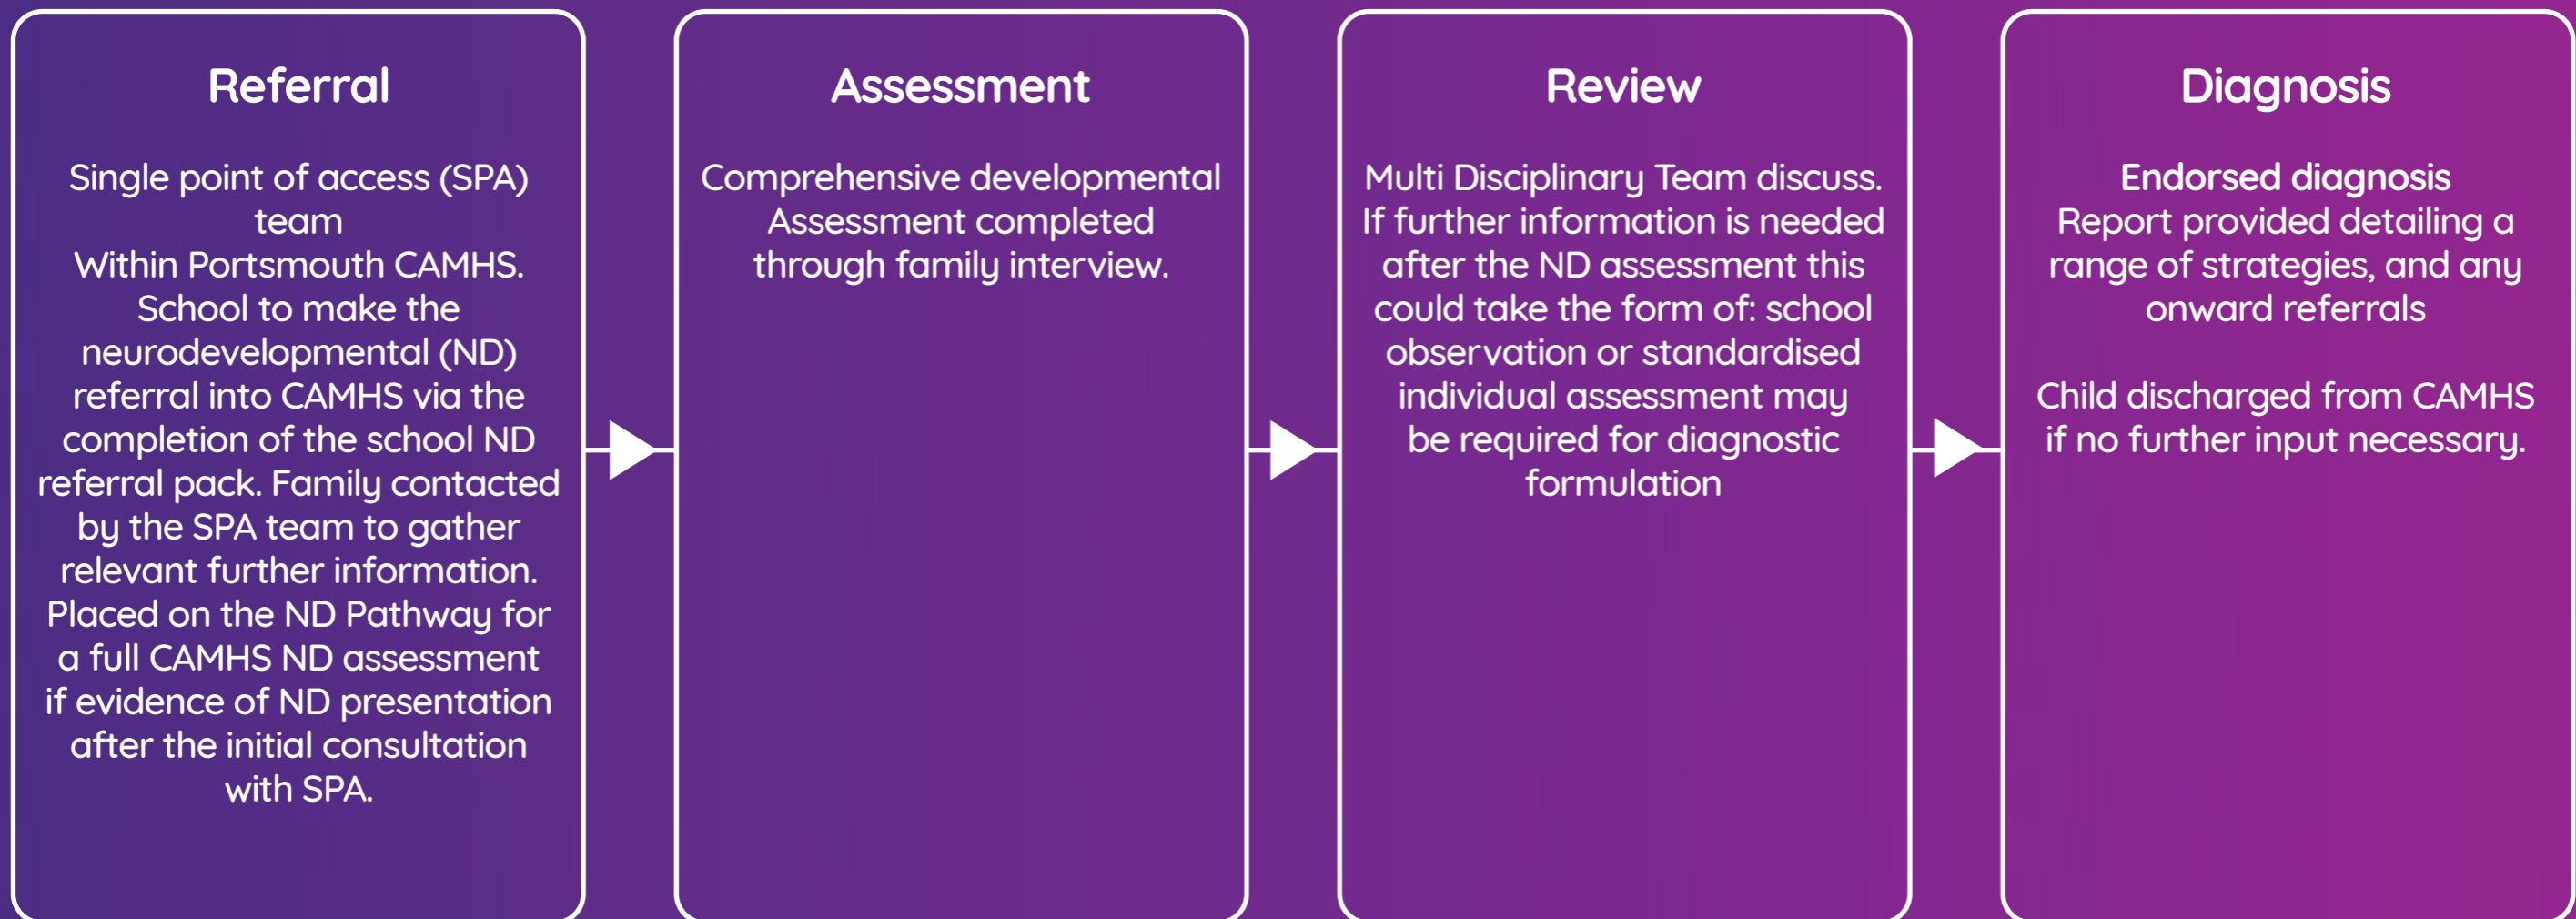 Referral
Single point of access (SPA)
team
Within Portsmouth CAMHS.
School to make the
neurodevelopmental (ND)
referral into CAMHS via the
completion of the school ND
referral pack. Family contacted
by the SPA team to gather
relevant further information.
Placed on the ND Pathway for
a full CAMHS ND assessment
if evidence of ND presentation
after the initial consultation
with SPA.
Assessment
Comprehensive developmental
Assessment completed
through family interview.
Review
Multi Disciplinary Team discuss.
If further information is needed
after the ND assessment this
could take the form of: school
observation or standardised
individual assessment may
be required for diagnostic
formulation
Diagnosis
Endorsed diagnosis
Report provided detailing a
range of strategies, and any
onward referrals
Child discharged from CAMHS
if no further input necessary.